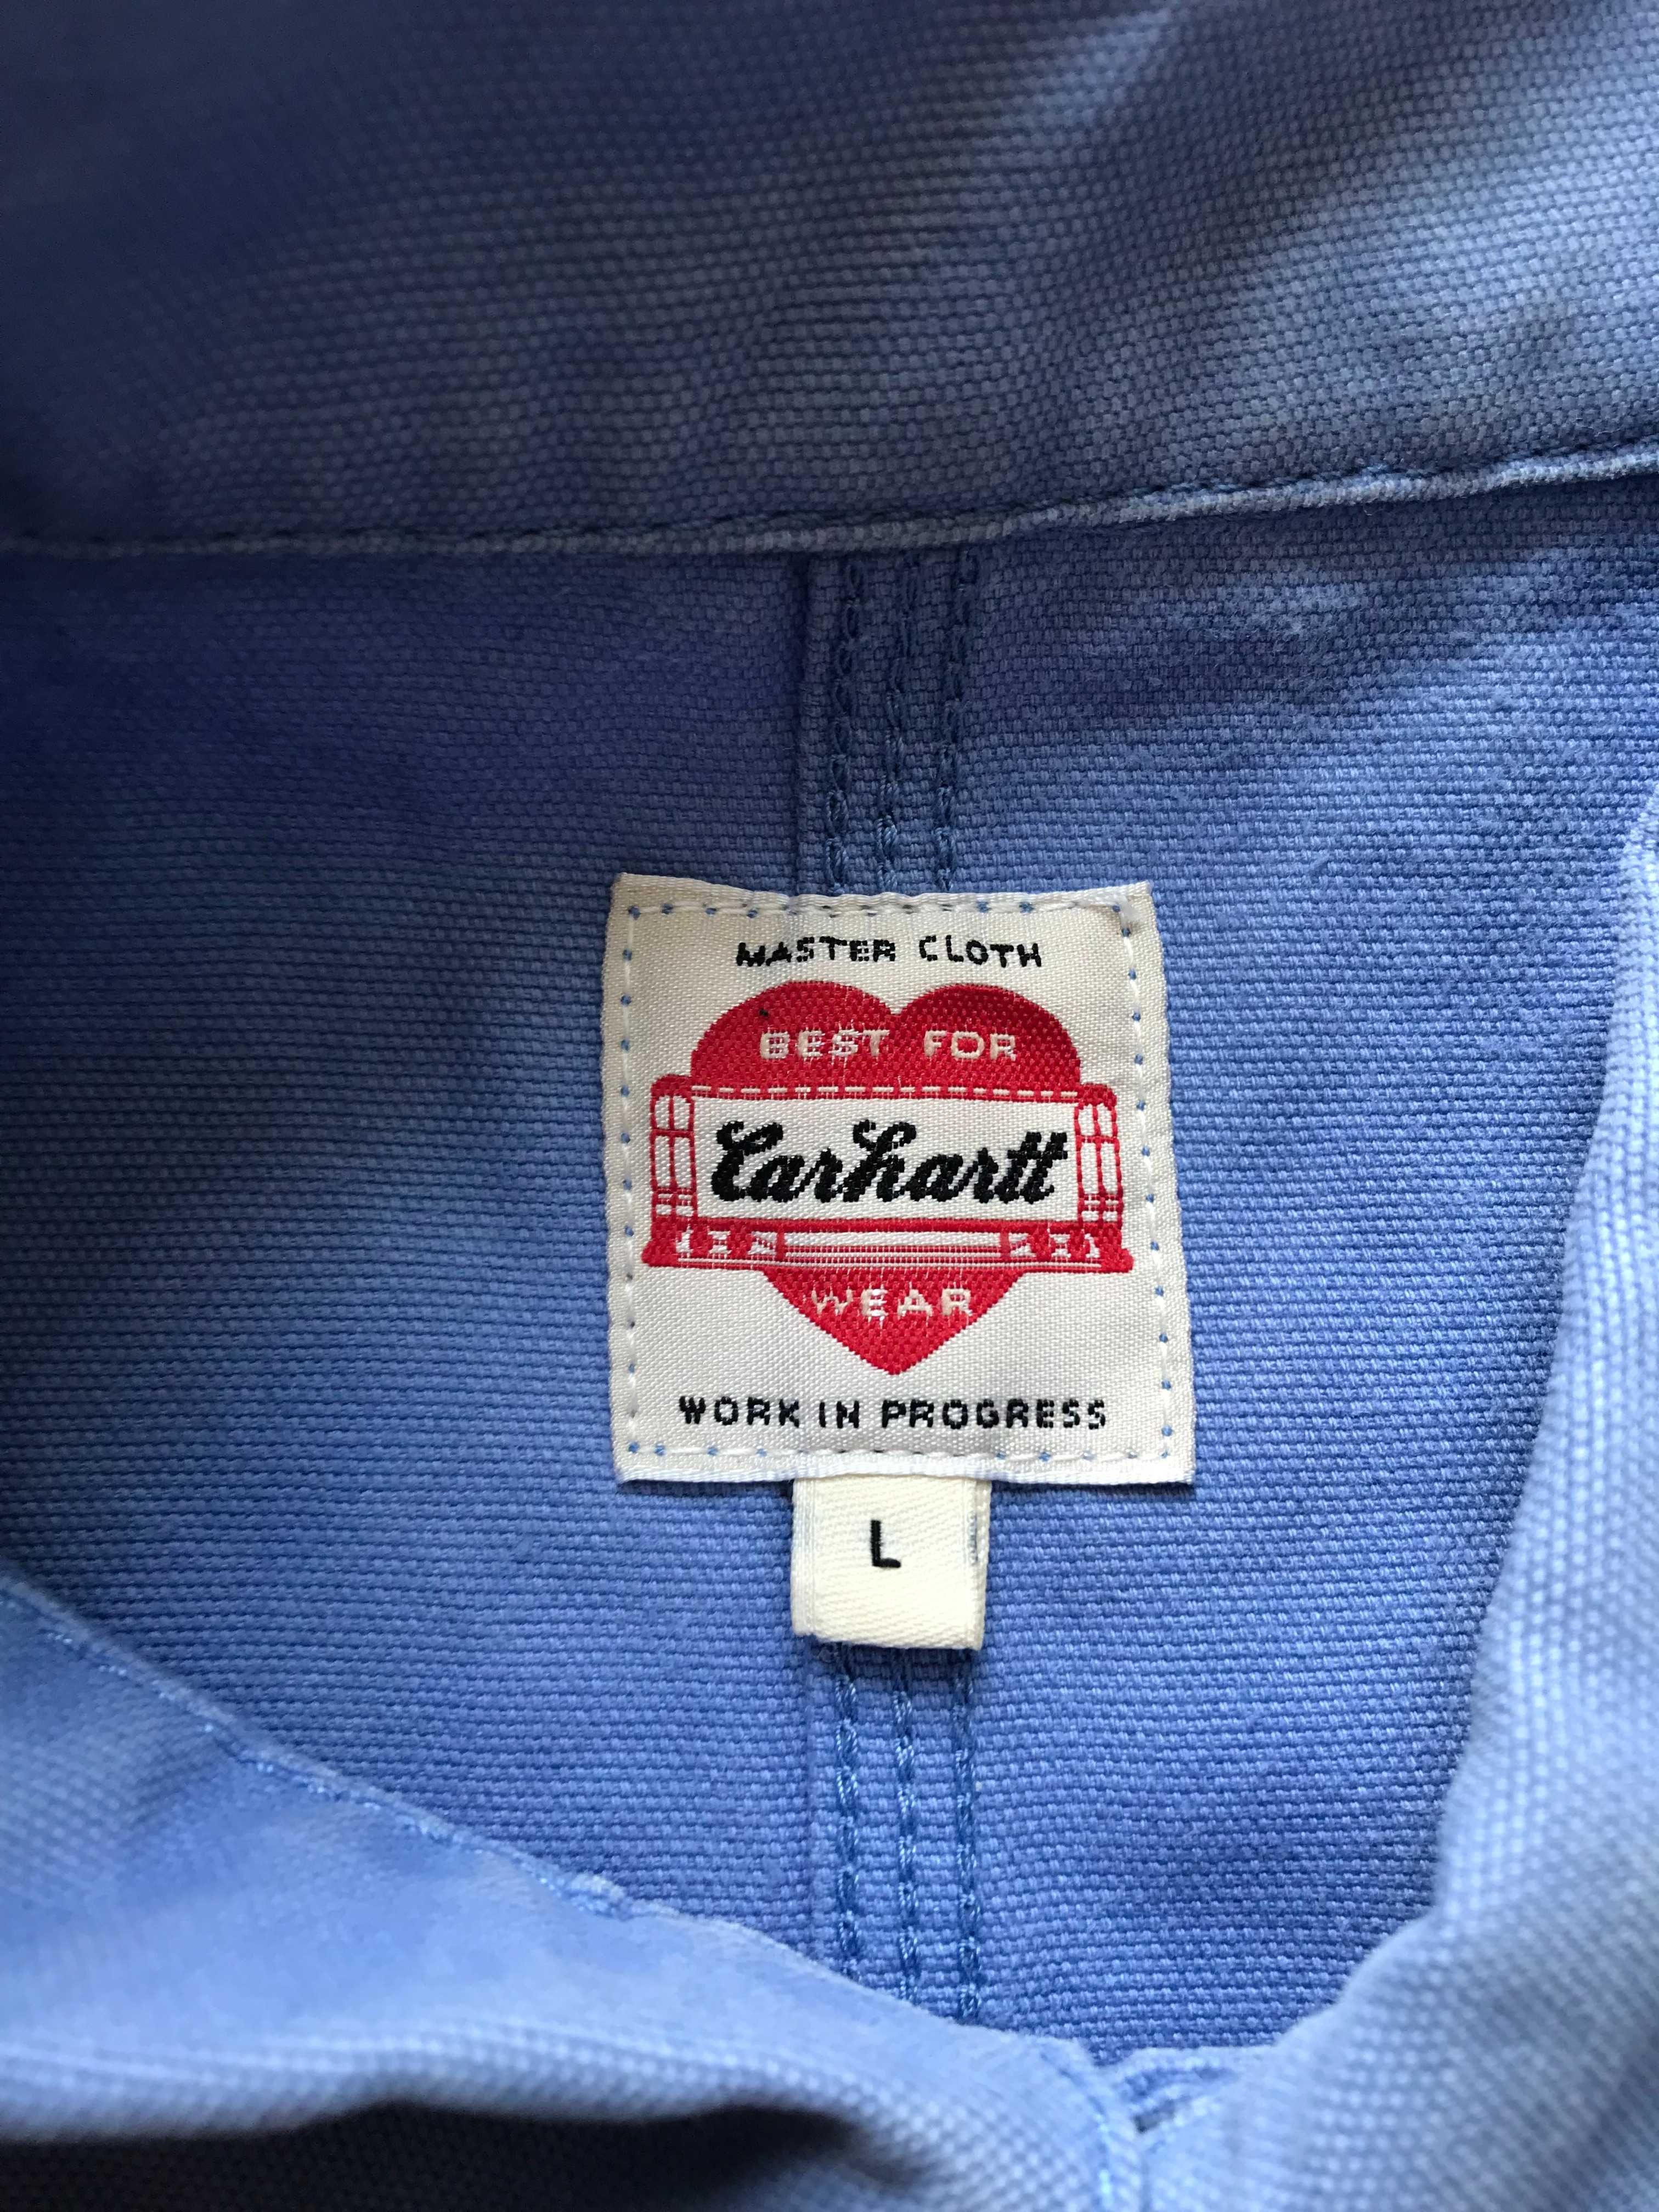 MASTER CLOTH
BEST FOR
Carhartt
WEAR
WORK IN PROGRESS
L